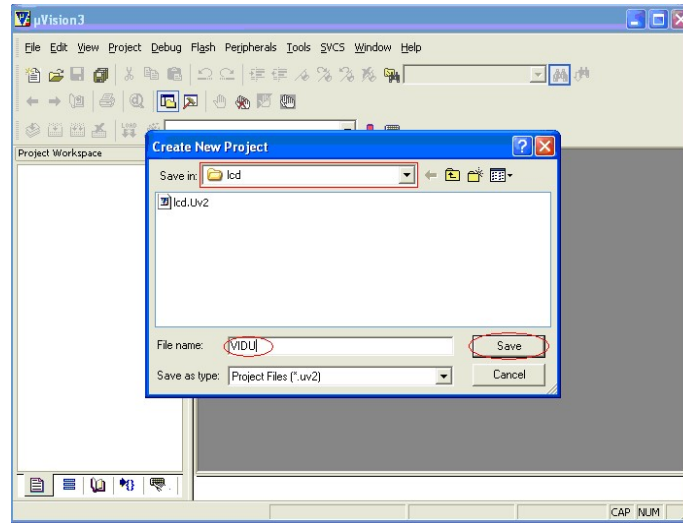 µVision3
File Edit View Project Debug Flash Peripherals Tools SVCS Window Help
Project Workspace
Create New Project
Save in: lcd
lcd.Uv2
File name: VIDU
Save
Save as type: Project Files (*.uv2)
Cancel
CAP NUM